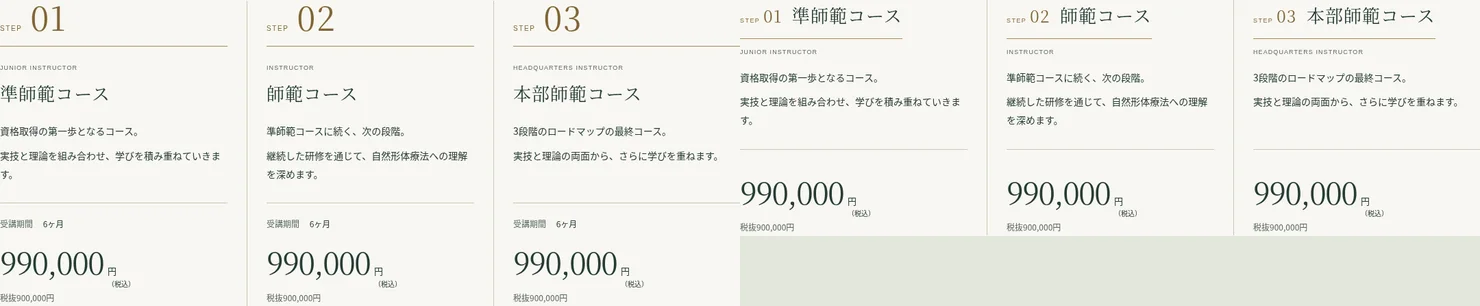 STEP 01
JUNIOR INSTRUCTOR
準師範コース
資格取得の第一歩となるコース。
実技と理論を組み合わせ、学びを積み重ねていきま
す。
受講期間 6ヶ月
990,000 円
（税込）
税抜900,000円
STEP 02
INSTRUCTOR
師範コース
準師範コースに続く、次の段階。
継続した研修を通じて、自然形体療法への理解
を深めます。
受講期間 6ヶ月
990,000 円
（税込）
税抜900,000円
STEP 03
HEADQUARTERS INSTRUCTOR
本部師範コース
3段階のロードマップの最終コース。
実技と理論の両面から、さらに学びを重ねます。
受講期間 6ヶ月
990,000 円
（税込）
税抜900,000円
STEP 01 準師範コース
JUNIOR INSTRUCTOR
資格取得の第一歩となるコース。
実技と理論を組み合わせ、学びを積み重ねていきま
す。
990,000 円
（税込）
税抜900,000円
STEP 02 師範コース
INSTRUCTOR
準師範コースに続く、次の段階。
継続した研修を通じて、自然形体療法への理解
を深めます。
990,000 円
（税込）
税抜900,000円
STEP 03 本部師範コース
HEADQUARTERS INSTRUCTOR
3段階のロードマップの最終コース。
実技と理論の両面から、さらに学びを重ねます。
990,000 円
（税込）
税抜900,000円